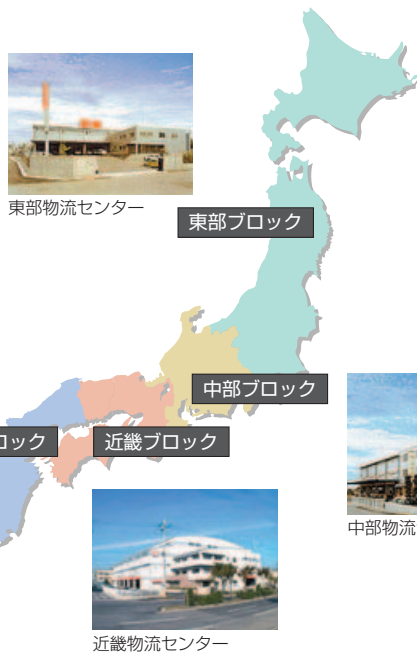 東部物流センター
東部ブロック
中部ブロック
ロック
近畿ブロック
中部物流
近畿物流センター